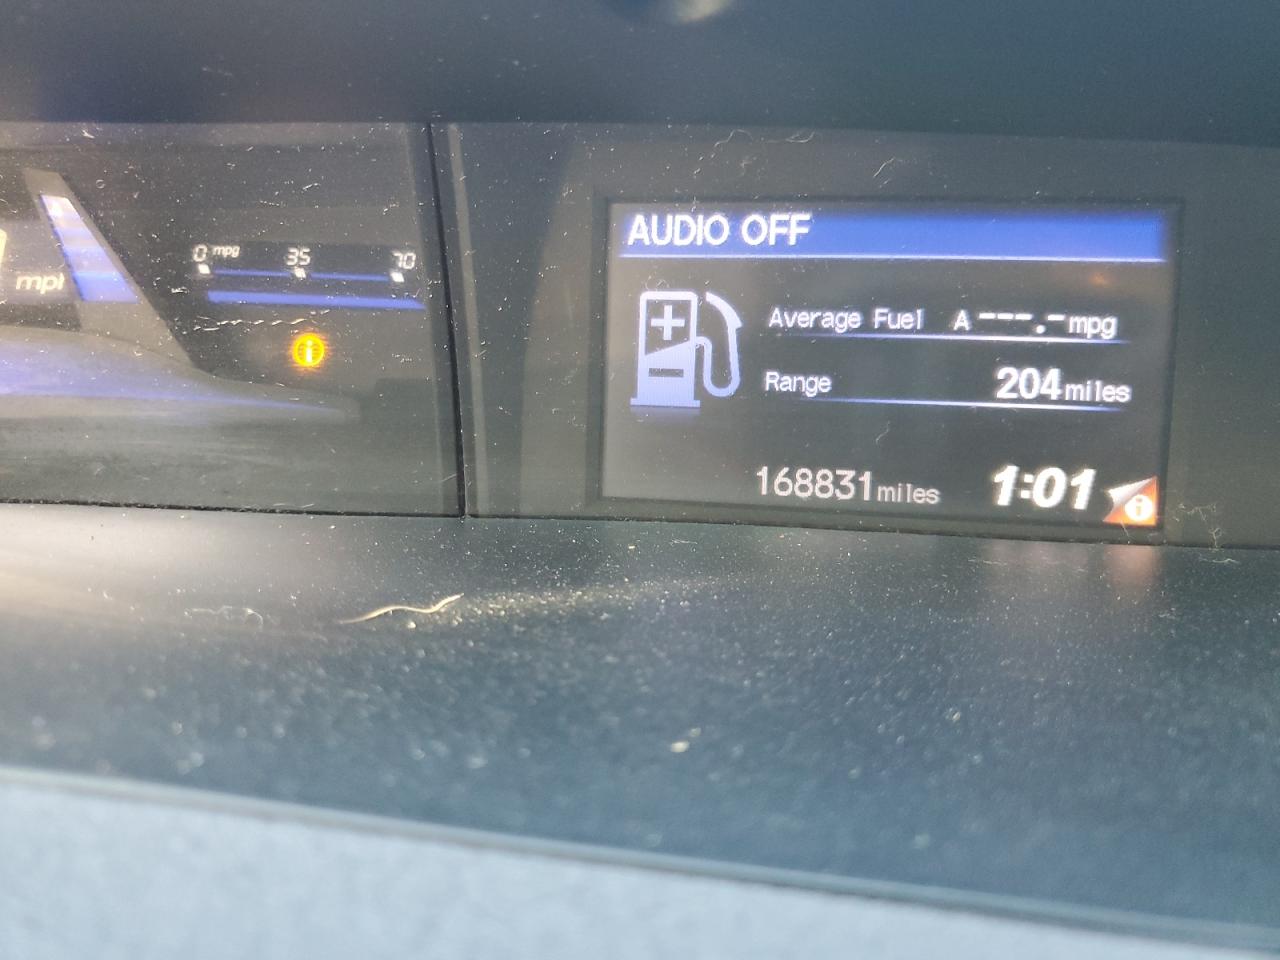 mpl
0 mpg 35 70
i
AUDIO OFF
Average Fuel A ---.- mpg
Range 204 miles
168831 miles 1:01
i